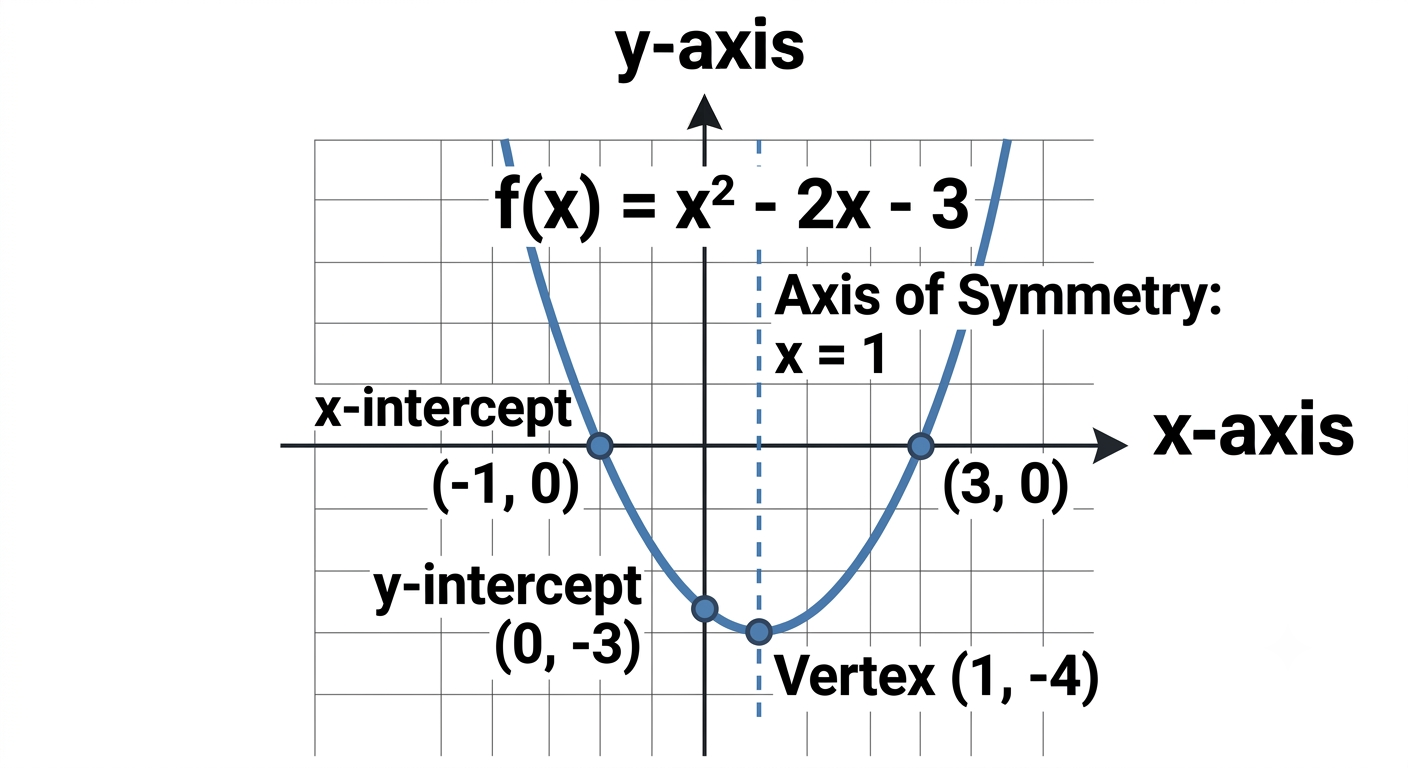 y-axis
f(x) = x² - 2x - 3
Axis of Symmetry:
x = 1
x-intercept
x-axis
(-1, 0)
(3, 0)
y-intercept
(0, -3)
Vertex (1, -4)